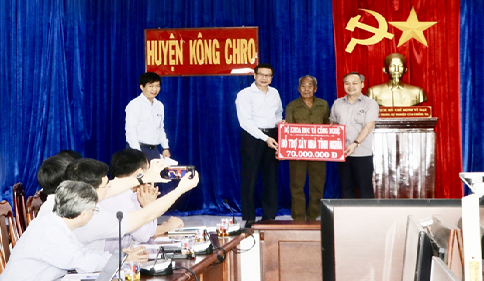 HUYỆN KÔNG CHRO
BỘ KHOA HỌC VÀ CÔNG NGHỆ
HỖ TRỢ XÂY NHÀ TÌNH NGHĨA
70.000.000 Đ